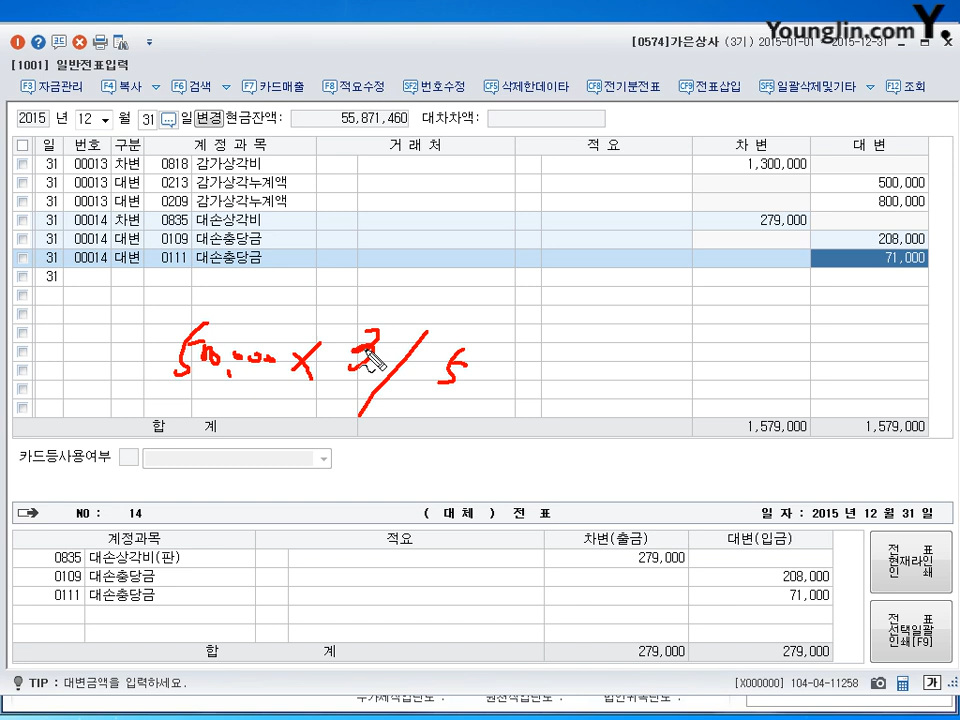 Younglin.com Y.
[0574]가은상사 (3기) 2015-01-01 ~ 2015-12-31
[1001] 일반전표입력
F3 자금관리 F4 복사 F6 검색 F7 카드매출 F8 적요수정 SF2 번호수정 CF5 삭제한데이타 CF8 전기분전표 CF9 전표삽입 SF5 일괄삭제및기타 F12 조회
2015 년 12 월 31 일 변경 현금잔액: 55,871,460 대차차액:
일 번호 구분 계정과목 거래처 적요 차변 대변
31 00013 차변 0818 감가상각비 1,300,000
31 00013 대변 0213 감가상각누계액 500,000
31 00013 대변 0209 감가상각누계액 800,000
31 00014 차변 0835 대손상각비 279,000
31 00014 대변 0109 대손충당금 208,000
31 00014 대변 0111 대손충당금 71,000
31
합 계 1,579,000 1,579,000
카드등사용여부
NO : 14 ( 대체 ) 전 표 일 자 : 2015 년 12 월 31 일
계정과목 적요 차변(출금) 대변(입금)
0835 대손상각비(판) 279,000
0109 대손충당금 208,000
0111 대손충당금 71,000
합 계 279,000 279,000
전 표
현재라인
인 쇄
전 표
선택일괄
인쇄[F9]
TIP : 대변금액을 입력하세요. [X000000] 104-04-11258 가